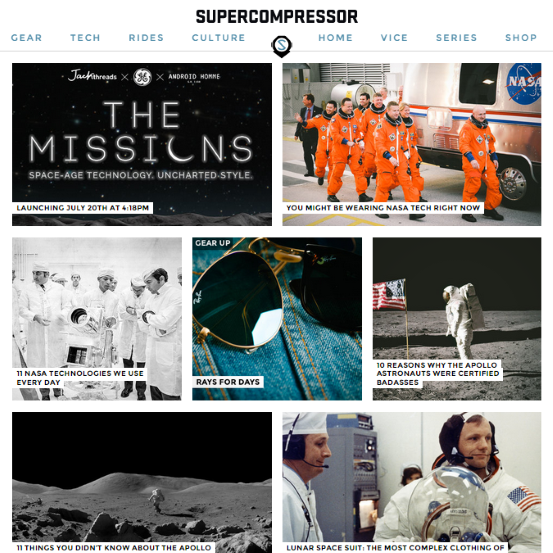 SUPERCOMPRESSOR
GEAR TECH RIDES CULTURE S HOME VICE SERIES SHOP
JackThreads × GE × ANDROID HOMME
THE
MISSIONS
SPACE-AGE TECHNOLOGY. UNCHARTED-STYLE.
LAUNCHING JULY 20TH AT 4:18PM
NASA
YOU MIGHT BE WEARING NASA TECH RIGHT NOW
11 NASA TECHNOLOGIES WE USE
EVERY DAY
GEAR UP
Ray-Ban
RAYS FOR DAYS
10 REASONS WHY THE APOLLO
ASTRONAUTS WERE CERTIFIED
BADASSES
11 THINGS YOU DIDN'T KNOW ABOUT THE APOLLO
LUNAR SPACE SUIT: THE MOST COMPLEX CLOTHING OF